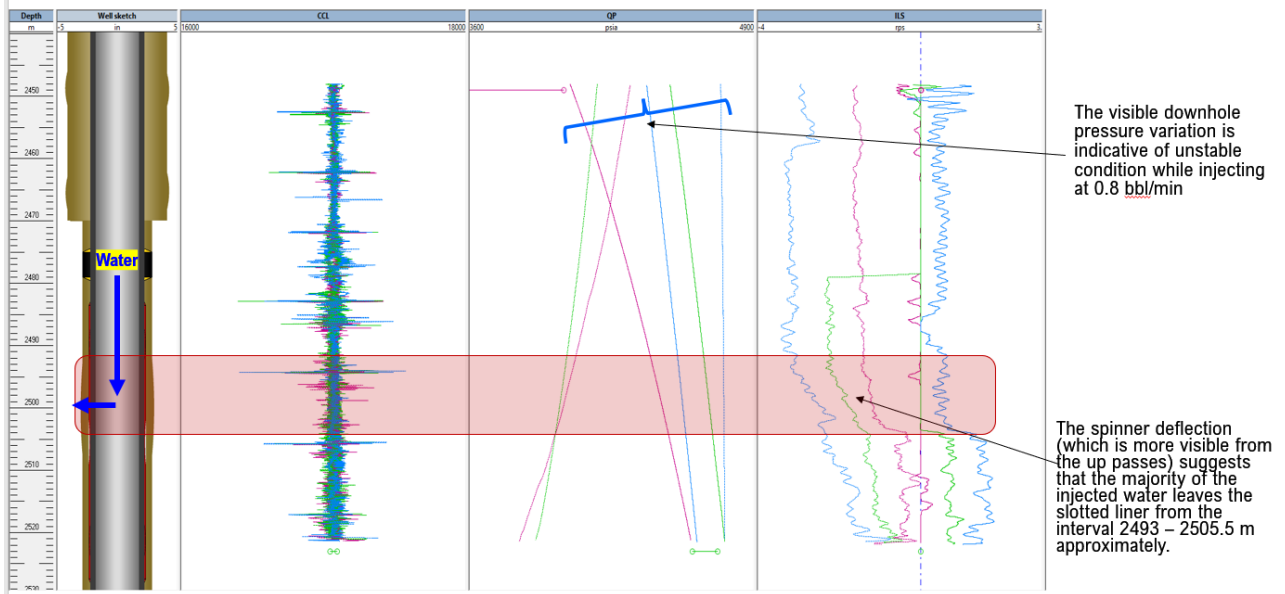 Depth
m
Well sketch
-5 in 5
CCL
16000 18000
QP
3600 psia 4900
ILS
-4 rps 3.
2450
2460
2470
2480
2490
2500
2510
2520
2530
Water
The visible downhole
pressure variation is
indicative of unstable
condition while injecting
at 0.8 bbl/min
The spinner deflection
(which is more visible from
the up passes) suggests
that the majority of the
injected water leaves the
slotted liner from the
interval 2493 – 2505.5 m
approximately.